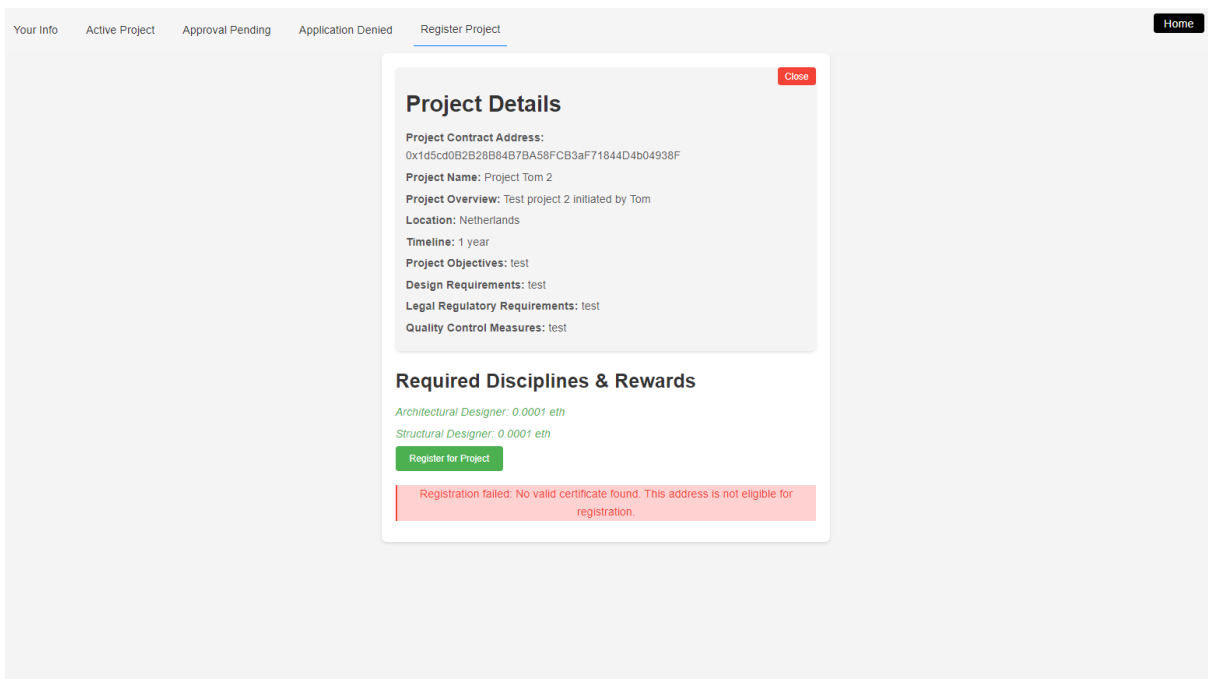 Your Info
Active Project
Approval Pending
Application Denied
Register Project
Home
Close
Project Details
Project Contract Address:
0x1d5cd0B2B28B84B7BA58FCB3aF71844D4b04938F
Project Name: Project Tom 2
Project Overview: Test project 2 initiated by Tom
Location: Netherlands
Timeline: 1 year
Project Objectives: test
Design Requirements: test
Legal Regulatory Requirements: test
Quality Control Measures: test
Required Disciplines & Rewards
Architectural Designer: 0.0001 eth
Structural Designer: 0.0001 eth
Register for Project
Registration failed: No valid certificate found. This address is not eligible for
registration.